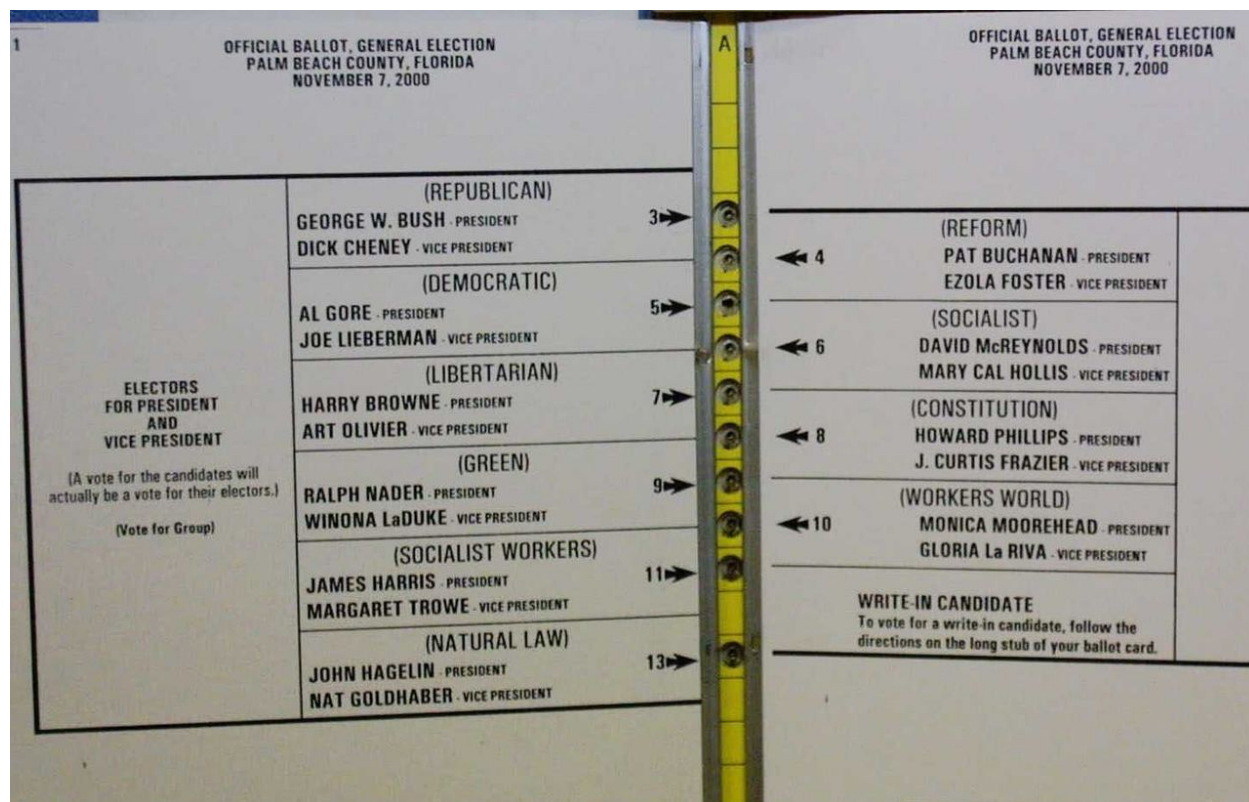 1
OFFICIAL BALLOT, GENERAL ELECTION
PALM BEACH COUNTY, FLORIDA
NOVEMBER 7, 2000
ELECTORS
FOR PRESIDENT
AND
VICE PRESIDENT
(A vote for the candidates will
actually be a vote for their electors.)
(Vote for Group)
(REPUBLICAN)
GEORGE W. BUSH - PRESIDENT 3
DICK CHENEY - VICE PRESIDENT
(DEMOCRATIC)
AL GORE - PRESIDENT 5
JOE LIEBERMAN - VICE PRESIDENT
(LIBERTARIAN)
HARRY BROWNE - PRESIDENT 7
ART OLIVIER - VICE PRESIDENT
(GREEN)
RALPH NADER - PRESIDENT 9
WINONA LaDUKE - VICE PRESIDENT
(SOCIALIST WORKERS)
JAMES HARRIS - PRESIDENT 11
MARGARET TROWE - VICE PRESIDENT
(NATURAL LAW)
JOHN HAGELIN - PRESIDENT 13
NAT GOLDHABER - VICE PRESIDENT
A
OFFICIAL BALLOT, GENERAL ELECTION
PALM BEACH COUNTY, FLORIDA
NOVEMBER 7, 2000
(REFORM)
4 PAT BUCHANAN - PRESIDENT
EZOLA FOSTER - VICE PRESIDENT
(SOCIALIST)
6 DAVID McREYNOLDS - PRESIDENT
MARY CAL HOLLIS - VICE PRESIDENT
(CONSTITUTION)
8 HOWARD PHILLIPS - PRESIDENT
J. CURTIS FRAZIER - VICE PRESIDENT
(WORKERS WORLD)
10 MONICA MOOREHEAD - PRESIDENT
GLORIA La RIVA - VICE PRESIDENT
WRITE-IN CANDIDATE
To vote for a write-in candidate, follow the
directions on the long stub of your ballot card.